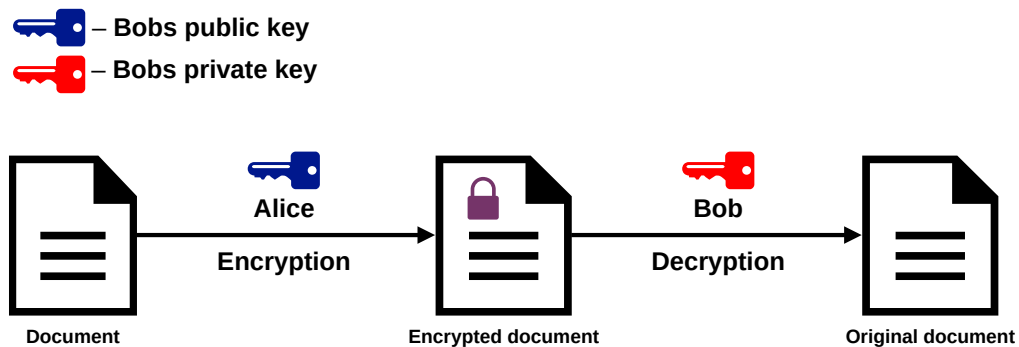 – Bobs public key
– Bobs private key
Alice
Bob
Encryption
Decryption
Document
Encrypted document
Original document